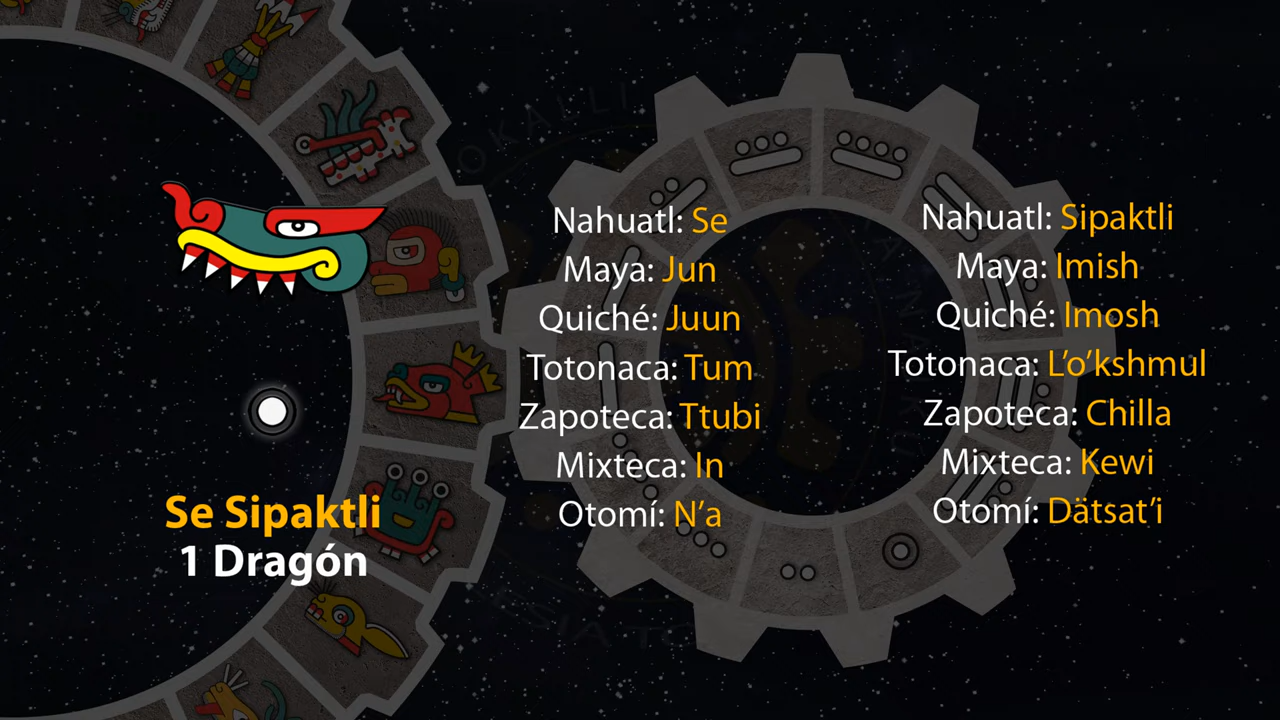 Se Sipaktli
1 Dragón
Nahuatl: Se
Maya: Jun
Quiché: Juun
Totonaca: Tum
Zapoteca: Ttubi
Mixteca: In
Otomí: N’a
Nahuatl: Sipaktli
Maya: Imish
Quiché: Imosh
Totonaca: L’o’kshmul
Zapoteca: Chilla
Mixteca: Kewi
Otomí: Dätsat’i